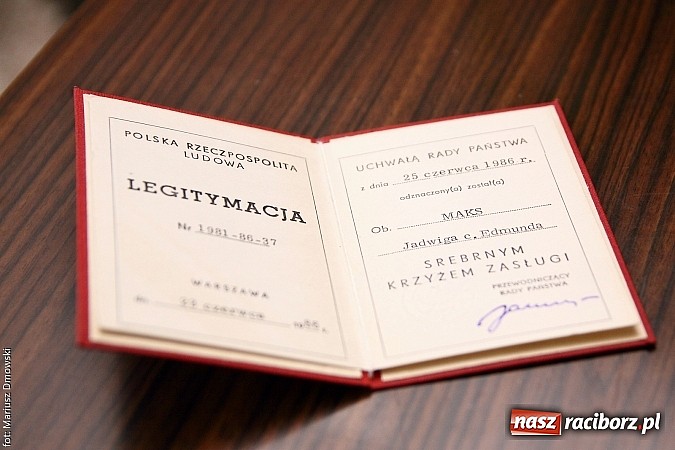 POLSKA RZECZPOSPOLITA
LUDOWA
LEGITYMACJA
Nr 1981-86-37
WARSZAWA
UCHWAŁĄ RADY PAŃSTWA
z dnia 25 czerwca 1986 r.
odznaczony(a) został(a)
Ob. MAKS
Jadwiga c. Edmunda
SREBRNYM
KRZYŻEM ZASŁUGI
PRZEWODNICZĄCY
RADY PAŃSTWA
fot: Mariusz Dmowski
nasz raciborz.pl